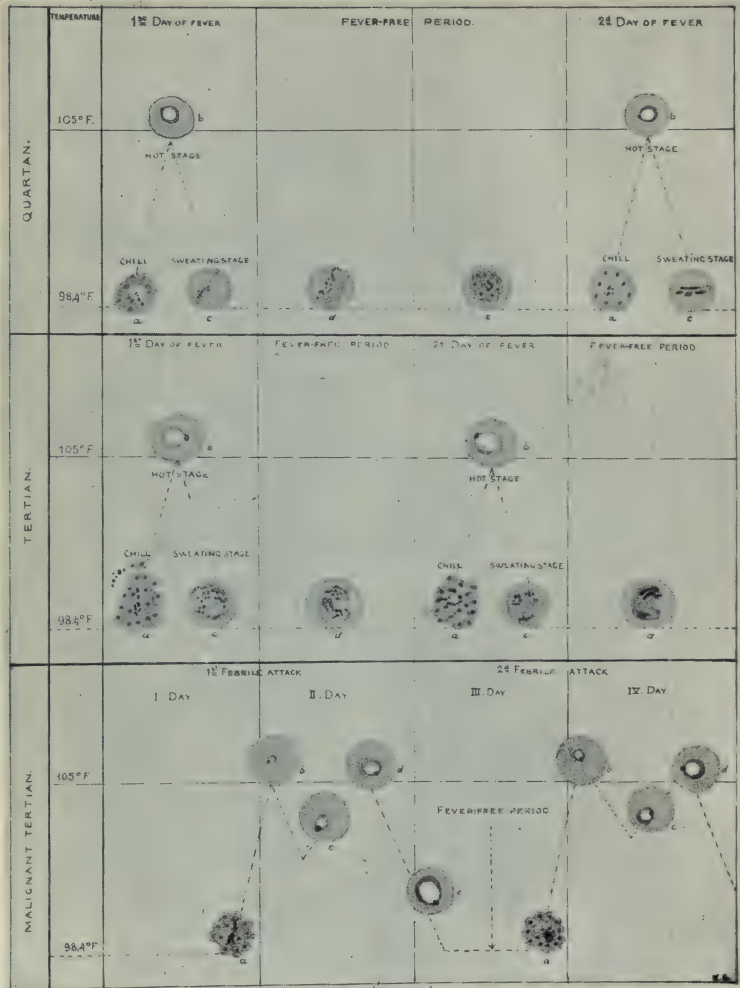 TEMPERATURE 1ST DAY OF FEVER FEVER-FREE PERIOD. 2D DAY OF FEVER
b b
105°F.
HOT STAGE HOT STAGE
QUARTAN.
CHILL SWEATING STAGE CHILL SWEATING STAGE
98.4°F.
a c d e a c
1ST DAY OF FEVER FEVER-FREE PERIOD 2D DAY OF FEVER FEVER-FREE PERIOD
b b
105°F
HOT STAGE HOT STAGE
TERTIAN.
CHILL SWEATING STAGE CHILL SWEATING STAGE
98.4°F
a c d a c d
1ST FEBRILE ATTACK 2D FEBRILE ATTACK
I DAY II. DAY III. DAY IV. DAY
b d b d
105°F
c c
FEVER-FREE PERIOD
MALIGNANT TERTIAN.
e
98.4°F
a a